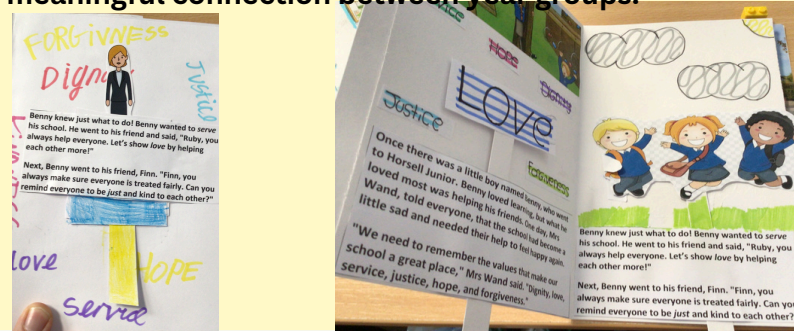 meaningful connection between year groups.
FORGIVNESS
Justice
Benny knew just what to do! Benny wanted to serve
his school. He went to his friend and said, "Ruby, you
always help everyone. Let's show love by helping
each other more!"
Next, Benny went to his friend, Finn. "Finn, you
always make sure everyone is treated fairly. Can you
remind everyone to be just and kind to each other?"
Love
HOPE
Service
HOPE
Dignity
Justice
LOVE
forgiveness
Once there was a little boy named Benny, who went
to Horsell Junior. Benny loved learning, but what he
loved most was helping his friends. One day, Mrs
Wand, told everyone, that the school had become a
little sad and needed their help to feel happy again.
"We need to remember the values that make our
school a great place," Mrs Wand said. "Dignity, love,
service, justice, hope, and forgiveness."
Benny knew just what to do! Benny wanted to serve
his school. He went to his friend and said, "Ruby, you
always help everyone. Let's show love by helping
each other more!"
Next, Benny went to his friend, Finn. "Finn, you
always make sure everyone is treated fairly. Can you
remind everyone to be just and kind to each other?"